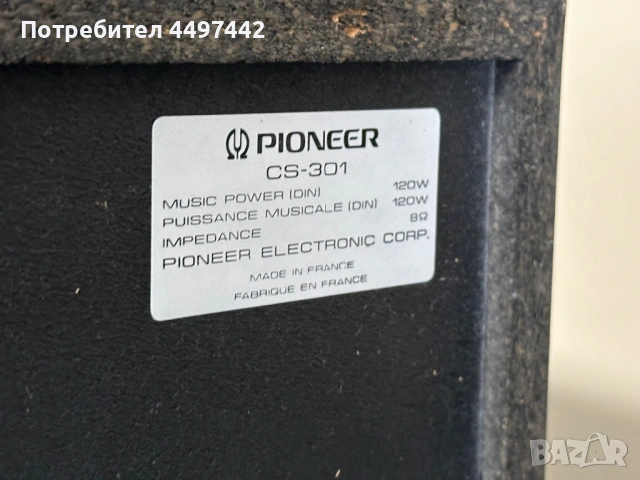 Потребител 4497442
PIONEER
CS-301
MUSIC POWER (DIN) 120W
PUISSANCE MUSICALE (DIN) 120W
IMPEDANCE 8Ω
PIONEER ELECTRONIC CORP.
MADE IN FRANCE
FABRIQUE EN FRANCE
BAZAR